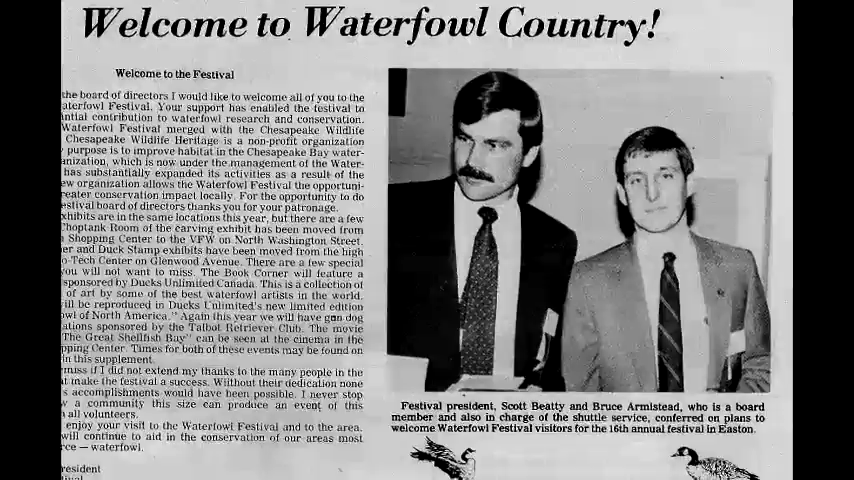 Welcome to Waterfowl Country!
Welcome to the Festival
the board of directors I would like to welcome all of you to the
aterfowl Festival. Your support has enabled the festival to
ntial contribution to waterfowl research and conservation.
Waterfowl Festival merged with the Chesapeake Wildlife
Chesapeake Wildlife Heritage is a non-profit organization
purpose is to improve habitat in the Chesapeake Bay water-
anization, which is now under the management of the Water-
has substantially expanded its activities as a result of the
ew organization allows the Waterfowl Festival the opportuni-
reater conservation impact locally. For the opportunity to do
estival board of directors thanks you for your patronage.
xhibits are in the same locations this year, but there are a few
Choptank Room of the carving exhibit has been moved from
Shopping Center to the VFW on North Washington Street.
er and Duck Stamp exhibits have been moved from the high
o-Tech Center on Glenwood Avenue. There are a few special
you will not want to miss. The Book Corner will feature a
sponsored by Ducks Unlimited Canada. This is a collection of
of art by some of the best waterfowl artists in the world.
ill be reproduced in Ducks Unlimited's new limited edition
owl of North America." Again this year we will have gun dog
ations sponsored by the Talbot Retriever Club. The movie
"The Great Shellfish Bay" can be seen at the cinema in the
pping Center. Times for both of these events may be found on
in this supplement.
miss if I did not extend my thanks to the many people in the
t make the festival a success. Without their dedication none
s accomplishments would have been possible. I never stop
w a community this size can produce an event of this
all volunteers.
enjoy your visit to the Waterfowl Festival and to the area.
will continue to aid in the conservation of our areas most
rce — waterfowl.
resident
tival
Festival president, Scott Beatty and Bruce Armistead, who is a board
member and also in charge of the shuttle service, conferred on plans to
welcome Waterfowl Festival visitors for the 16th annual festival in Easton.